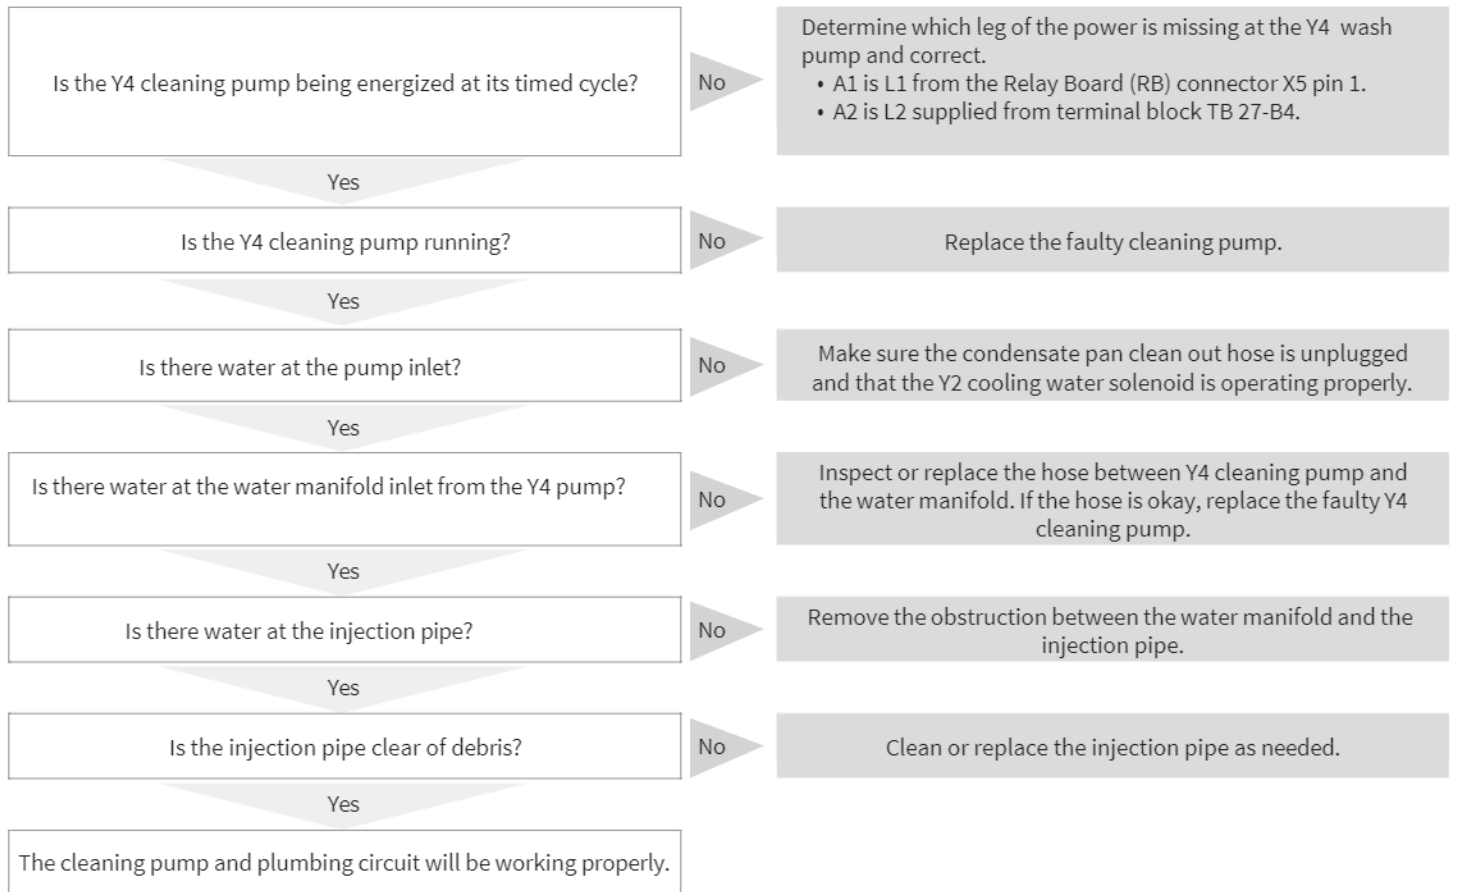 Is the Y4 cleaning pump being energized at its timed cycle?
No
Determine which leg of the power is missing at the Y4 wash
pump and correct.
• A1 is L1 from the Relay Board (RB) connector X5 pin 1.
• A2 is L2 supplied from terminal block TB 27-B4.
Yes
Is the Y4 cleaning pump running?
No
Replace the faulty cleaning pump.
Yes
Is there water at the pump inlet?
No
Make sure the condensate pan clean out hose is unplugged
and that the Y2 cooling water solenoid is operating properly.
Yes
Is there water at the water manifold inlet from the Y4 pump?
No
Inspect or replace the hose between Y4 cleaning pump and
the water manifold. If the hose is okay, replace the faulty Y4
cleaning pump.
Yes
Is there water at the injection pipe?
No
Remove the obstruction between the water manifold and the
injection pipe.
Yes
Is the injection pipe clear of debris?
No
Clean or replace the injection pipe as needed.
Yes
The cleaning pump and plumbing circuit will be working properly.